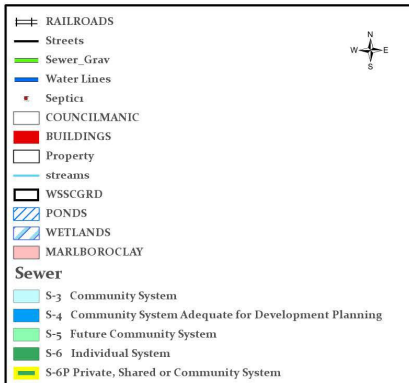 RAILROADS
Streets
Sewer_Grav
Water Lines
Septic1
COUNCILMANIC
BUILDINGS
Property
streams
WSSCGRD
PONDS
WETLANDS
MARLBOROCLAY
Sewer
S-3 Community System
S-4 Community System Adequate for Development Planning
S-5 Future Community System
S-6 Individual System
S-6P Private, Shared or Community System
N
W E
S